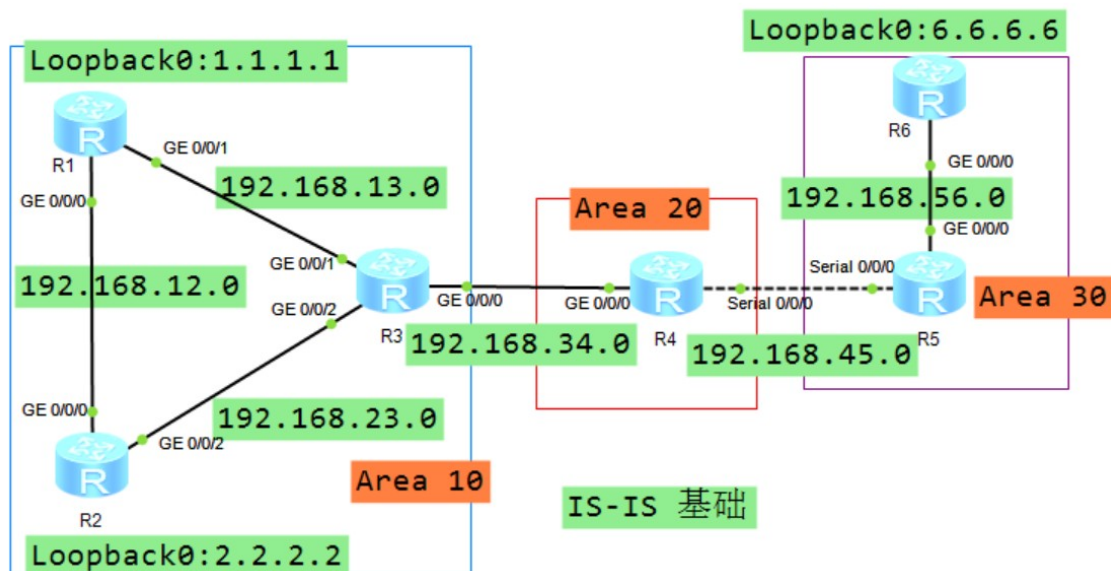 Loopback0:6.6.6.6
Loopback0:1.1.1.1
R
R6
R
R1
GE 0/0/1
GE 0/0/0
192.168.13.0
GE 0/0/0
192.168.56.0
GE 0/0/0
Area 20
GE 0/0/1
192.168.12.0
R
R3
GE 0/0/0
GE 0/0/2
GE 0/0/0
R
R4
Serial 0/0/0
Serial 0/0/0
R
R5
Area 30
192.168.34.0
192.168.45.0
GE 0/0/0
192.168.23.0
GE 0/0/2
R
R2
Area 10
IS-IS 基础
Loopback0:2.2.2.2